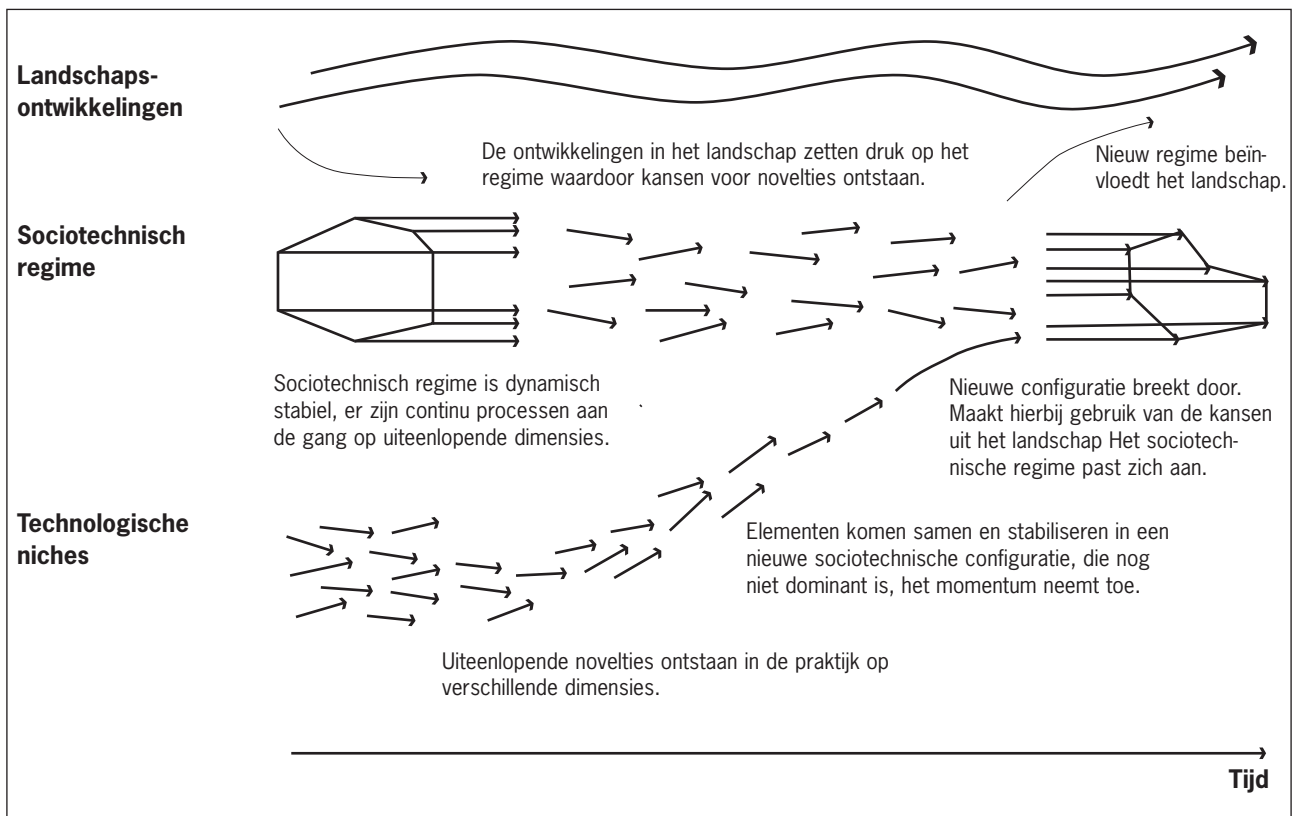 Landschaps-
ontwikkelingen
De ontwikkelingen in het landschap zetten druk op het
regime waardoor kansen voor novelties ontstaan.
Nieuw regime beïn-
vloedt het landschap.
Sociotechnisch
regime
Sociotechnisch regime is dynamisch
stabiel, er zijn continu processen aan
de gang op uiteenlopende dimensies.
Nieuwe configuratie breekt door.
Maakt hierbij gebruik van de kansen
uit het landschap Het sociotech-
nische regime past zich aan.
Technologische
niches
Elementen komen samen en stabiliseren in een
nieuwe sociotechnische configuratie, die nog
niet dominant is, het momentum neemt toe.
Uiteenlopende novelties ontstaan in de praktijk op
verschillende dimensies.
Tijd